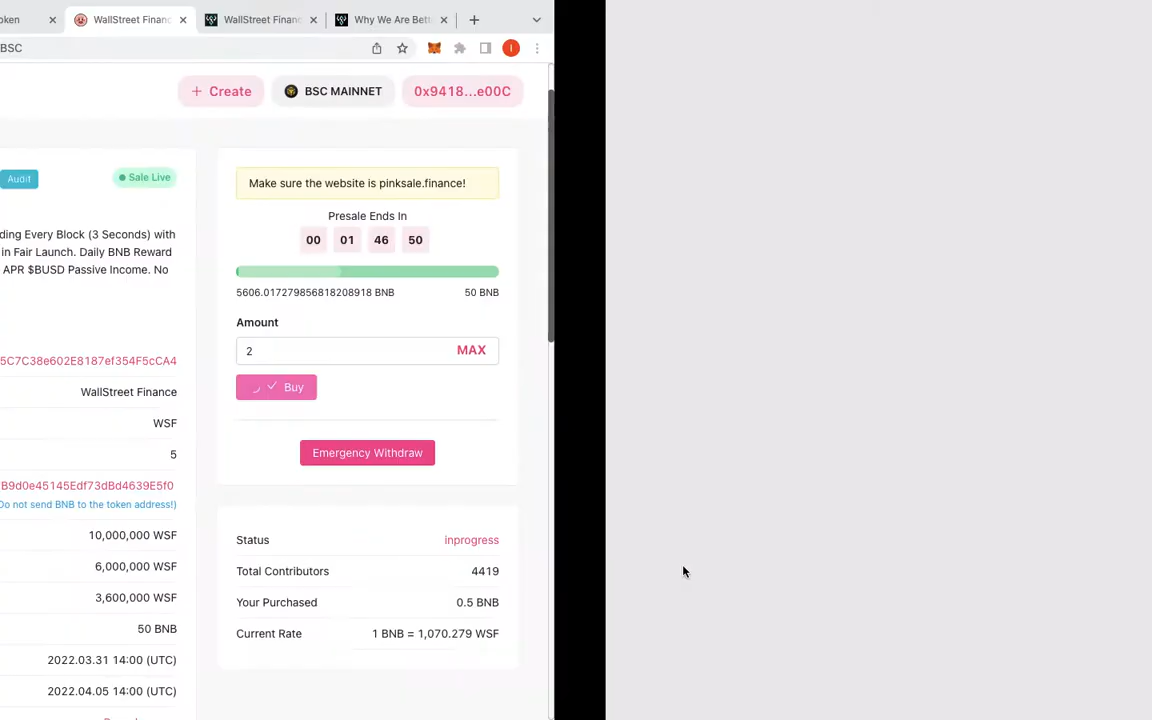 oken
WallStreet Financ
WallStreet Financ
Why We Are Bett
BSC
+ Create
BSC MAINNET
0x9418...e00C
Audit
Sale Live
Make sure the website is pinksale.finance!
ding Every Block (3 Seconds) with
in Fair Launch. Daily BNB Reward
APR $BUSD Passive Income. No
Presale Ends In
00 01 46 50
5606.017279856818208918 BNB
50 BNB
Amount
2
MAX
Buy
Emergency Withdraw
5C7C38e602E8187ef354F5cCA4
WallStreet Finance
WSF
5
B9d0e45145Edf73dBd4639E5f0
Do not send BNB to the token address!)
10,000,000 WSF
6,000,000 WSF
3,600,000 WSF
50 BNB
2022.03.31 14:00 (UTC)
2022.04.05 14:00 (UTC)
Status
inprogress
Total Contributors
4419
Your Purchased
0.5 BNB
Current Rate
1 BNB = 1,070.279 WSF